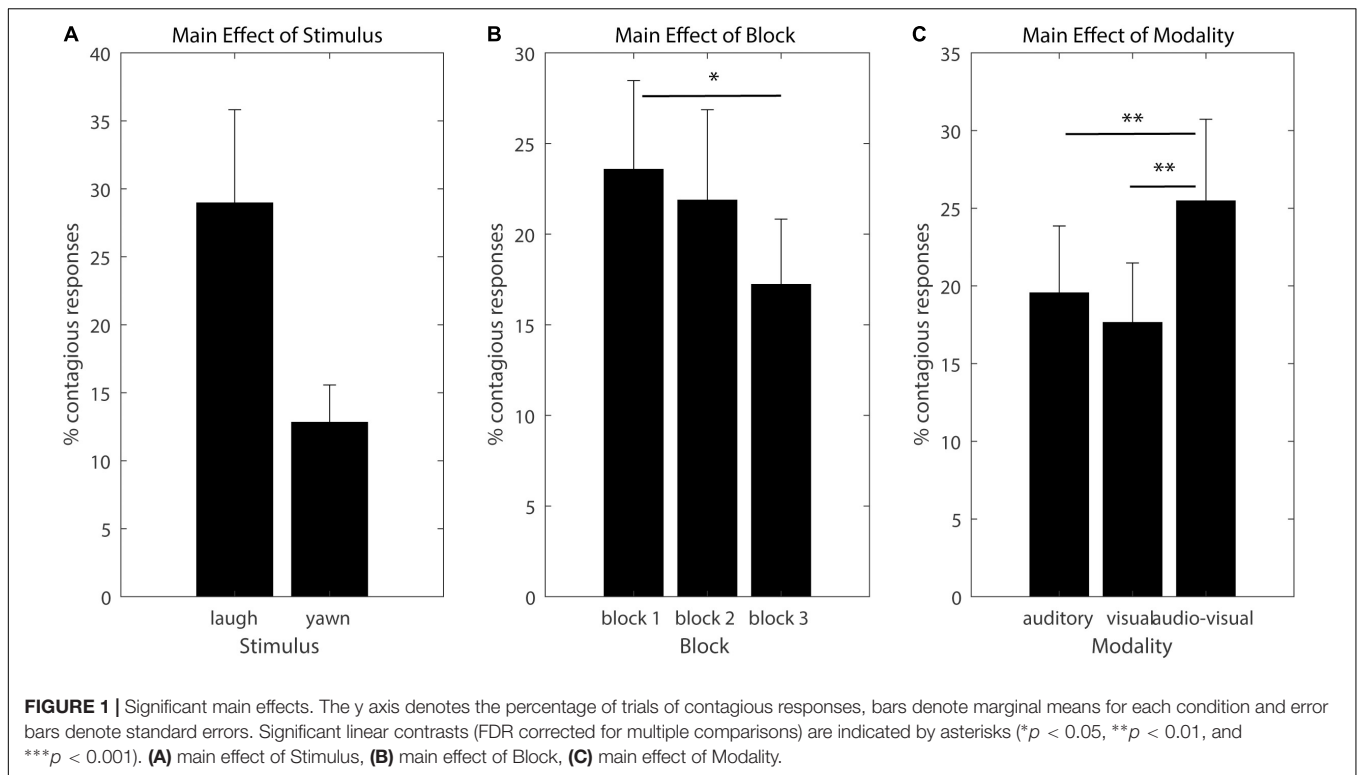 A
Main Effect of Stimulus
40
35
30
25
20
15
10
5
0
% contagious responses
laugh
yawn
Stimulus
B
Main Effect of Block
30
25
20
15
10
5
0
% contagious responses
*
block 1
block 2
block 3
Block
C
Main Effect of Modality
35
30
25
20
15
10
5
0
% contagious responses
**
**
auditory
visual
audio-visual
Modality
FIGURE 1 | Significant main effects. The y axis denotes the percentage of trials of contagious responses, bars denote marginal means for each condition and error
bars denote standard errors. Significant linear contrasts (FDR corrected for multiple comparisons) are indicated by asterisks (*p < 0.05, **p < 0.01, and
***p < 0.001). (A) main effect of Stimulus, (B) main effect of Block, (C) main effect of Modality.